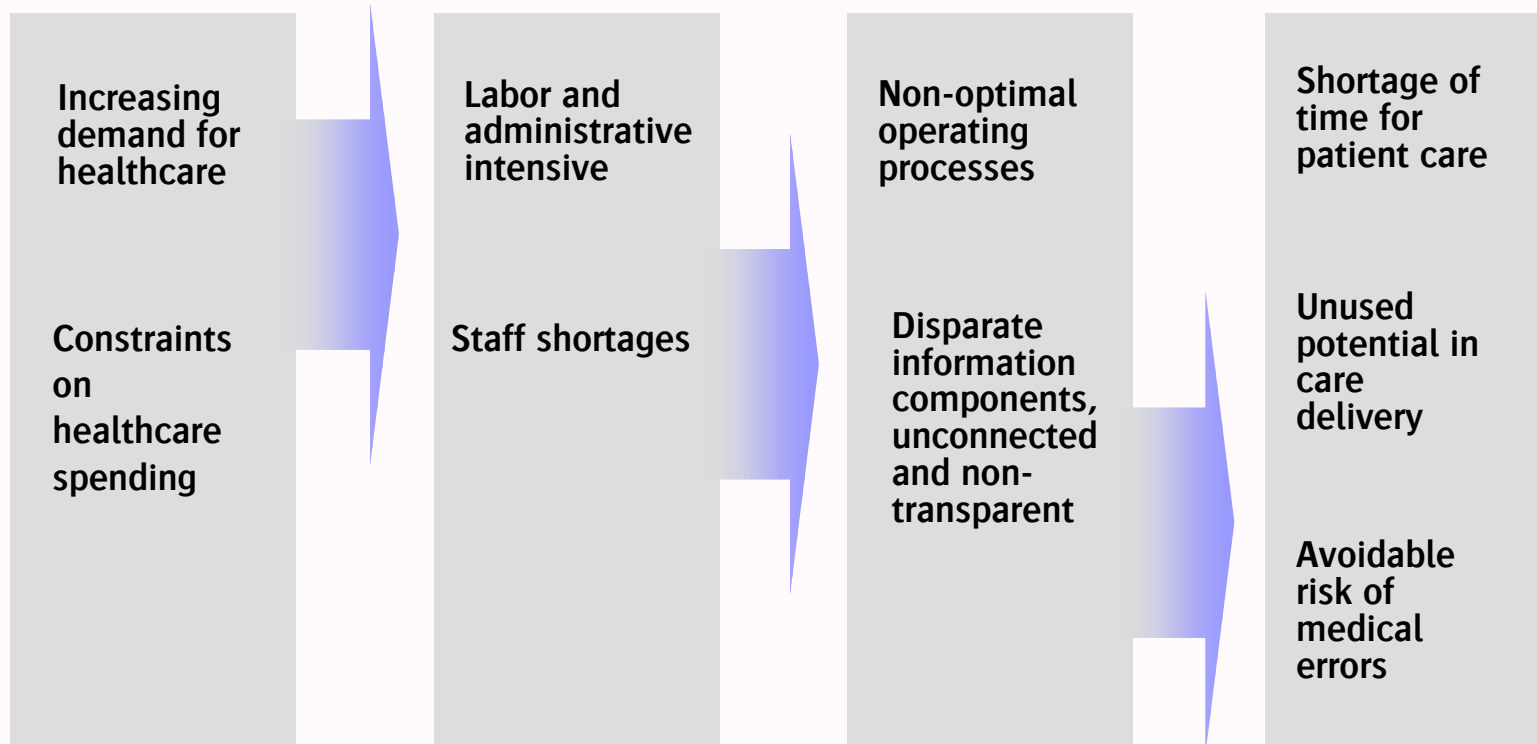 Increasing
demand for
healthcare
Constraints
on
healthcare
spending
Labor and
administrative
intensive
Staff shortages
Non-optimal
operating
processes
Disparate
information
components,
unconnected
and non-
transparent
Shortage of
time for
patient care
Unused
potential in
care
delivery
Avoidable
risk of
medical
errors